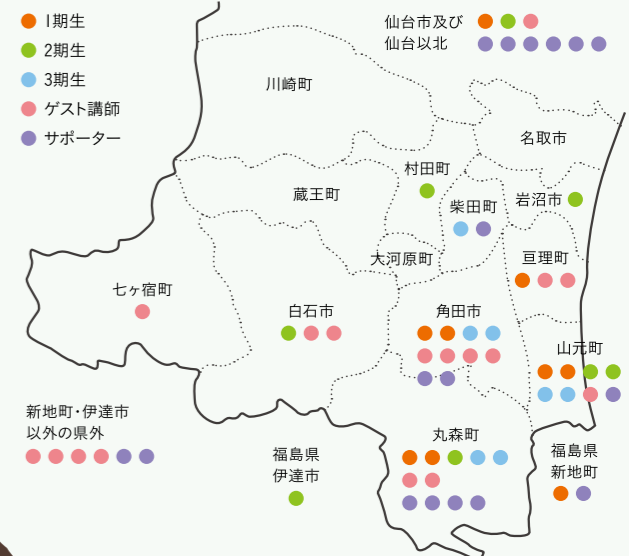 1期生
2期生
3期生
ゲスト講師
サポーター
仙台市及び
仙台以北
川崎町
名取市
村田町
蔵王町
柴田町
岩沼市
大河原町
亘理町
七ヶ宿町
白石市
角田市
山元町
新地町・伊達市
以外の県外
丸森町
福島県
伊達市
福島県
新地町